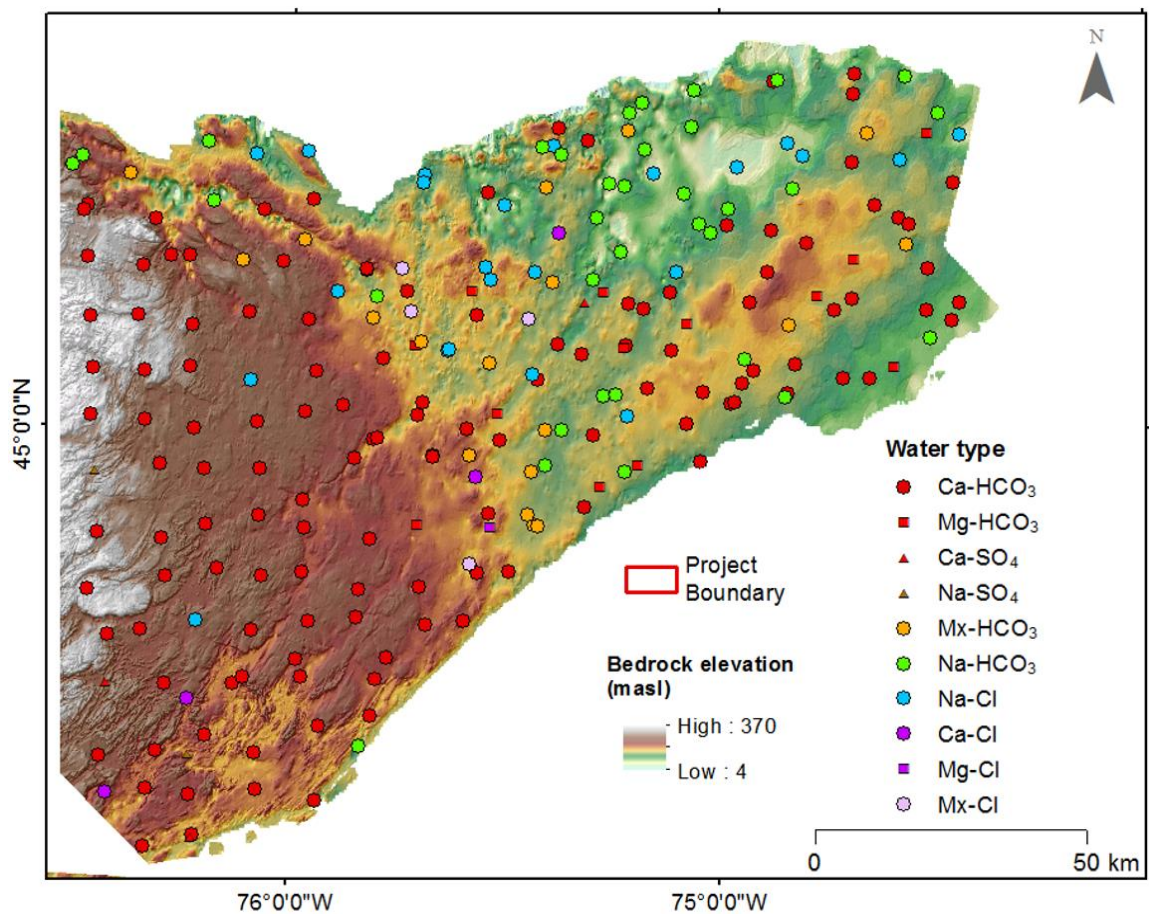 N
45°0'0"N
Water type
Ca-HCO₃
Mg-HCO₃
Ca-SO₄
Na-SO₄
Mx-HCO₃
Na-HCO₃
Na-Cl
Ca-Cl
Mg-Cl
Mx-Cl
Project
Boundary
Bedrock elevation
(masl)
High : 370
Low : 4
0 50 km
76°0'0"W 75°0'0"W